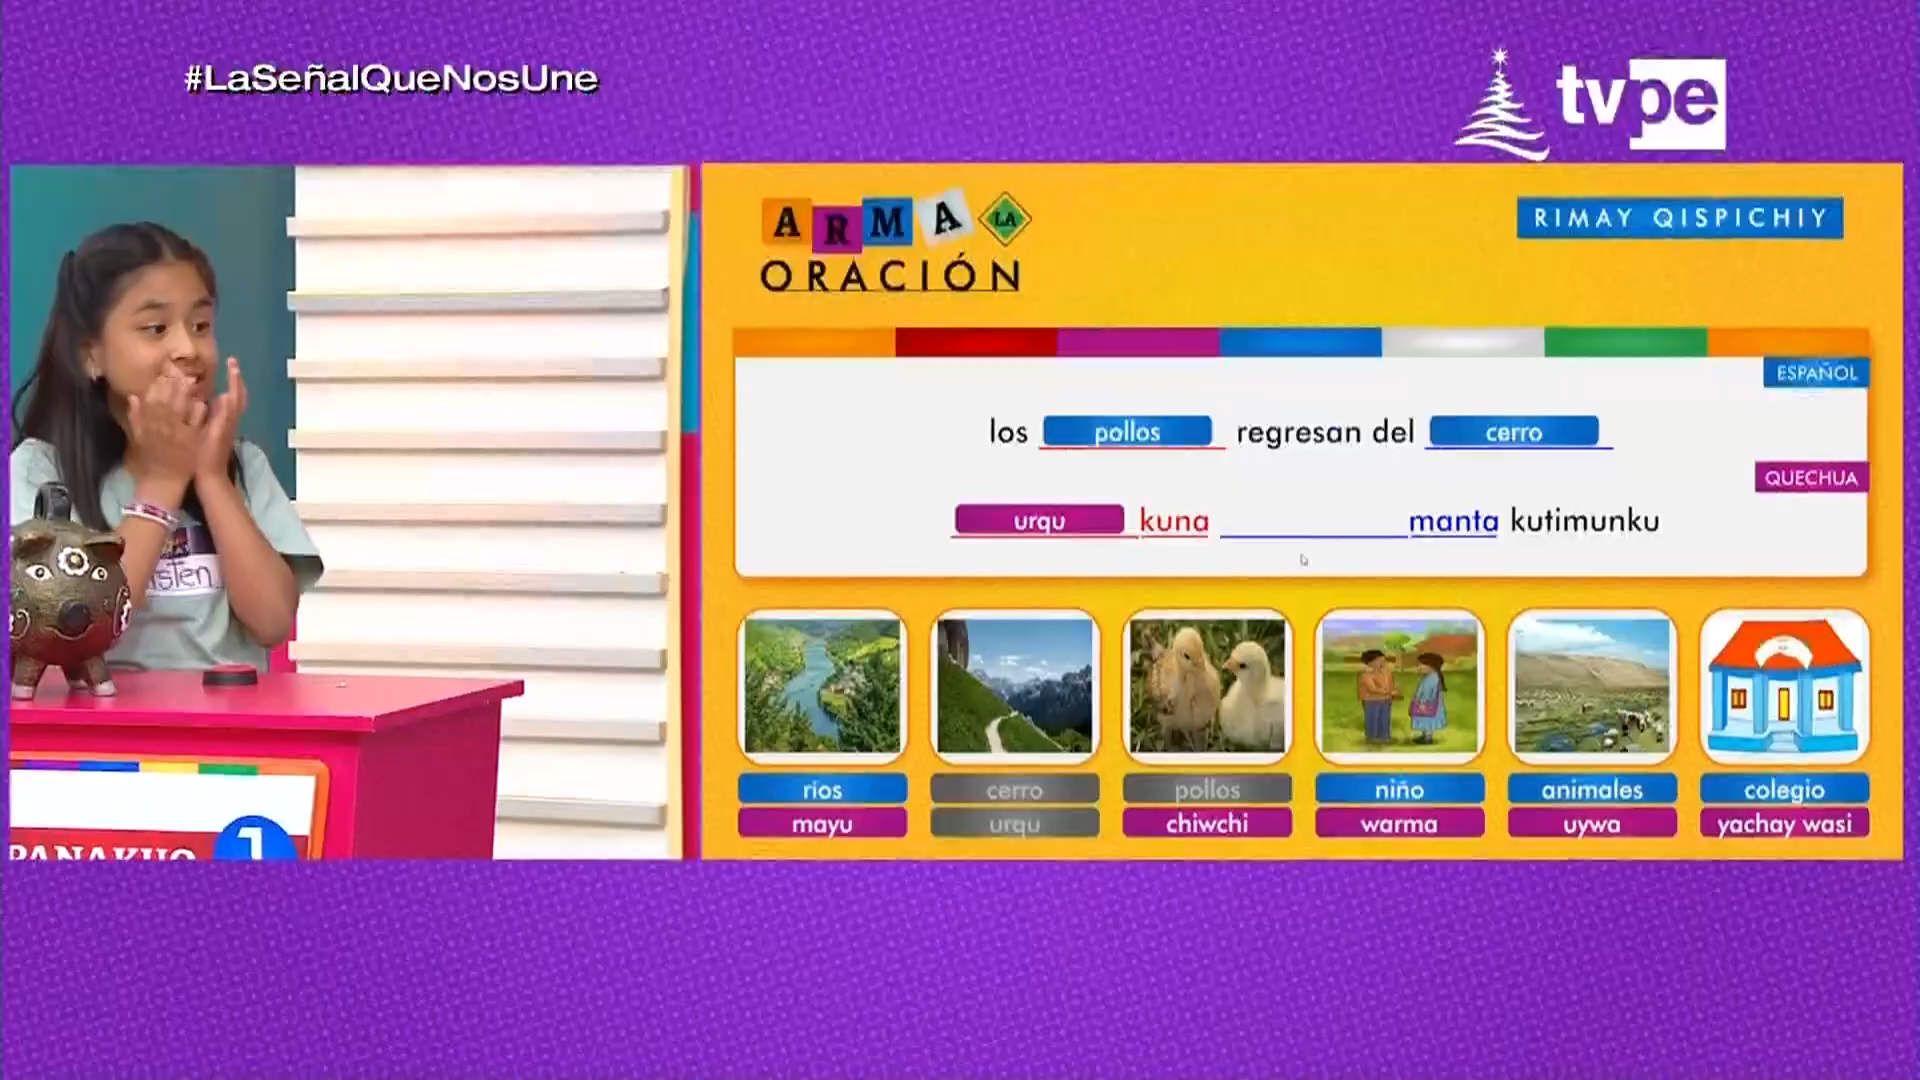 #LaSeñalQueNosUne
tvpe
ARMA LA
ORACIÓN
RIMAY QISPICHIY
ESPAÑOL
los pollos regresan del cerro
QUECHUA
urqu kuna manta kutimunku
ríos cerro pollos niño animales colegio
mayu urqu chiwchi warma uywa yachay wasi
1